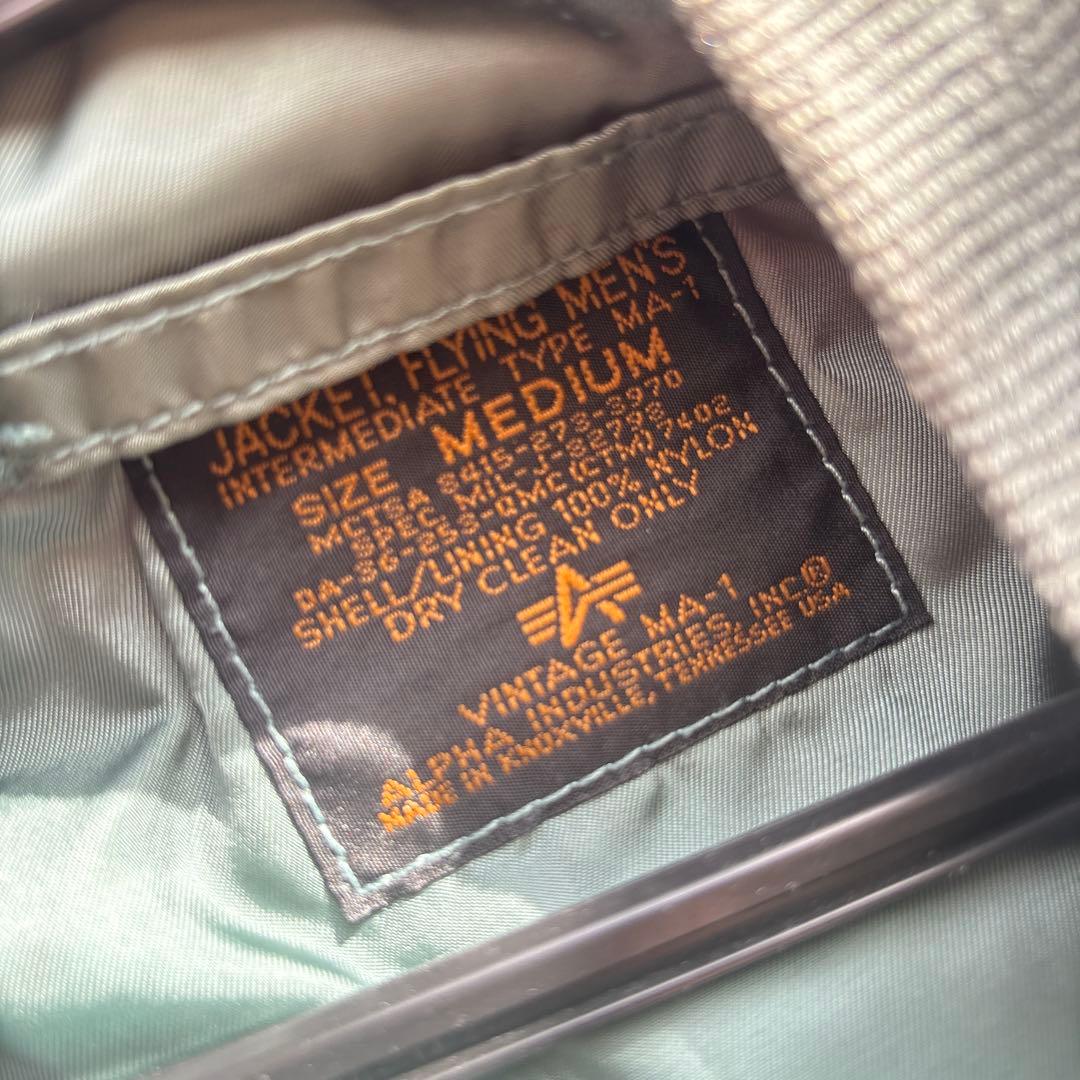 JACKET, FLYING MEN'S
INTERMEDIATE TYPE MA-1
SIZE MEDIUM
8415-273-3970
SPEC MIL-J-82798
DA-36-253-QMC(CTM)7402
SHELL/LINING 100% NYLON
DRY CLEAN ONLY
VINTAGE MA-1
ALPHA INDUSTRIES, INC.®
MADE IN KNOXVILLE, TENNESSEE USA